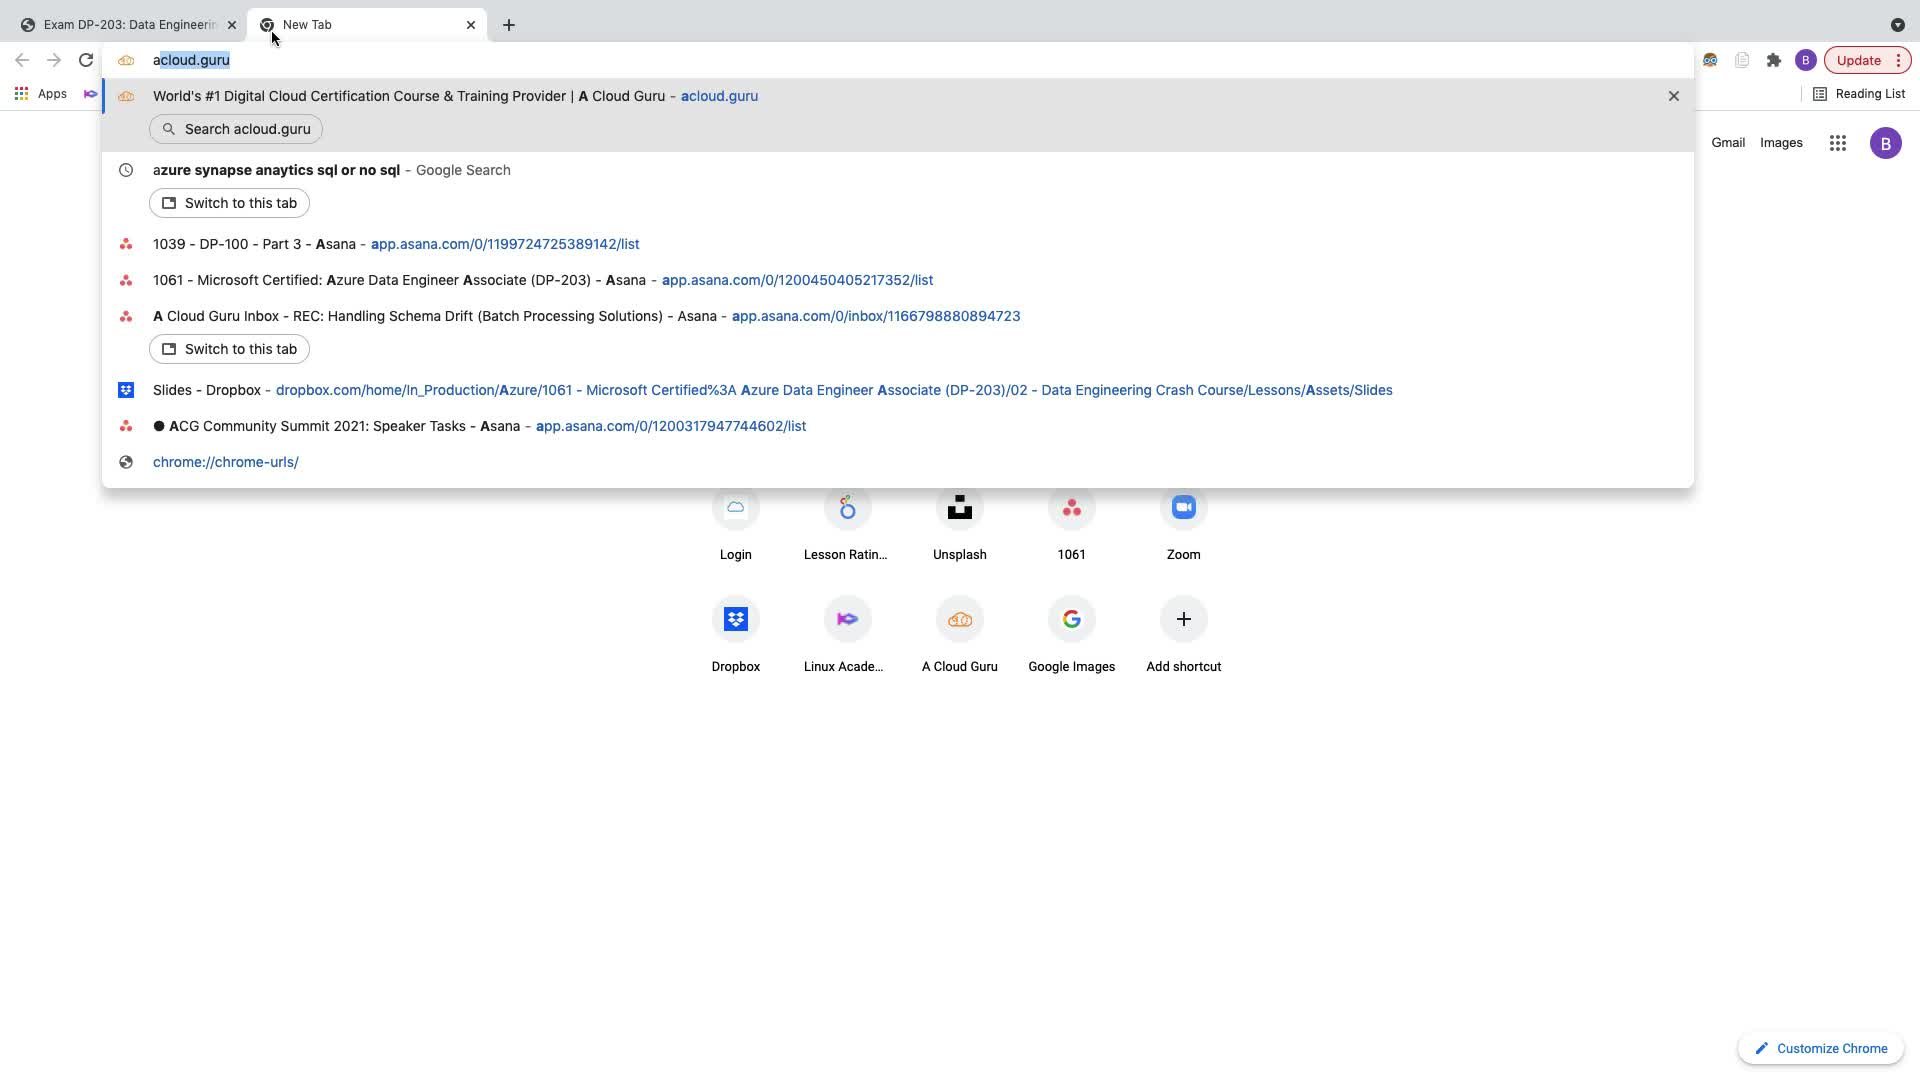 Exam DP-203: Data Engineerin
New Tab
acloud.guru
Update
Apps
World's #1 Digital Cloud Certification Course & Training Provider | A Cloud Guru - acloud.guru
Reading List
Search acloud.guru
Gmail
Images
B
B
azure synapse anaytics sql or no sql - Google Search
Switch to this tab
1039 - DP-100 - Part 3 - Asana - app.asana.com/0/1199724725389142/list
1061 - Microsoft Certified: Azure Data Engineer Associate (DP-203) - Asana - app.asana.com/0/1200450405217352/list
A Cloud Guru Inbox - REC: Handling Schema Drift (Batch Processing Solutions) - Asana - app.asana.com/0/inbox/1166798880894723
Switch to this tab
Slides - Dropbox - dropbox.com/home/In_Production/Azure/1061 - Microsoft Certified%3A Azure Data Engineer Associate (DP-203)/02 - Data Engineering Crash Course/Lessons/Assets/Slides
● ACG Community Summit 2021: Speaker Tasks - Asana - app.asana.com/0/1200317947744602/list
chrome://chrome-urls/
Login
Lesson Ratin...
Unsplash
1061
Zoom
Dropbox
Linux Acade...
A Cloud Guru
Google Images
Add shortcut
Customize Chrome